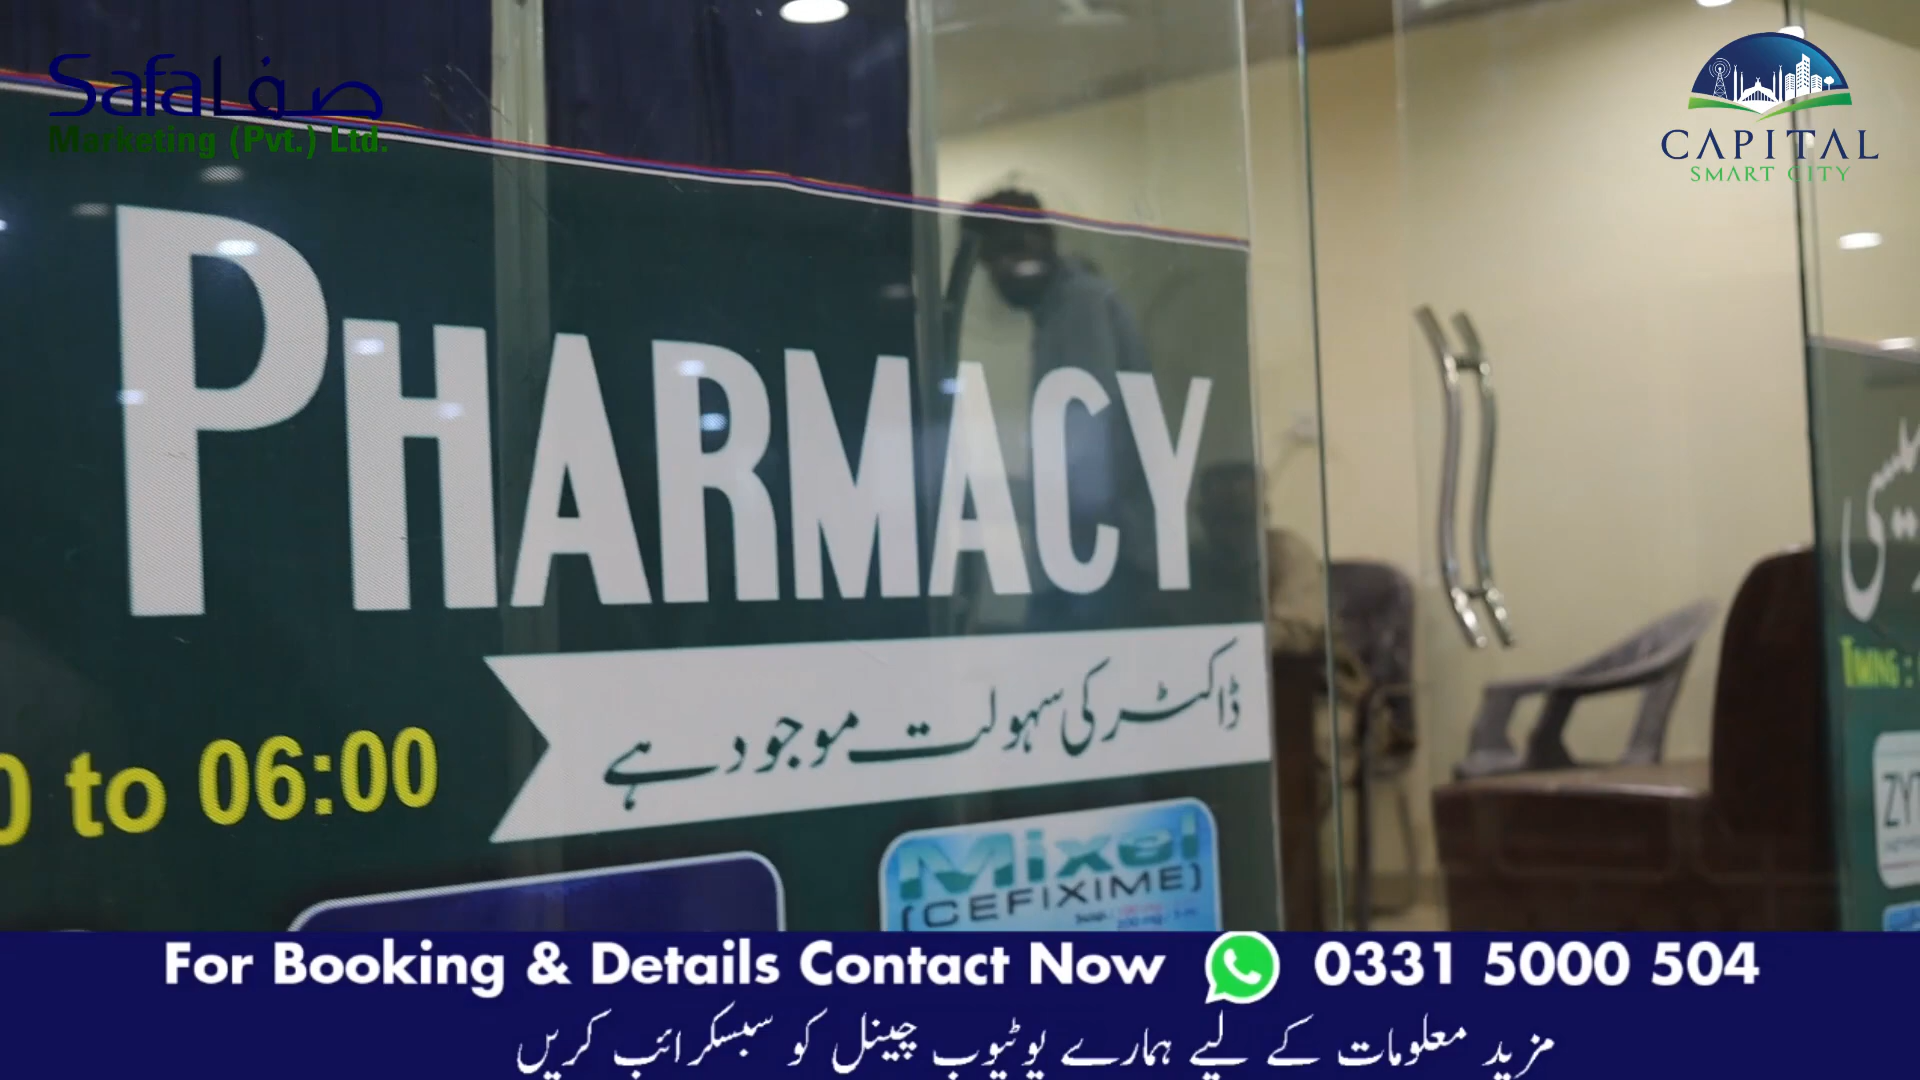 Safa صفا
Marketing (Pvt.) Ltd.
CAPITAL
SMART CITY
PHARMACY
ڈاکٹر کی سہولت موجود ہے
to 06:00
Mixel
(CEFIXIME)
For Booking & Details Contact Now 0331 5000 504
مزید معلومات کے لیے ہمارے یوٹیوب چینل کو سبسکرائب کریں